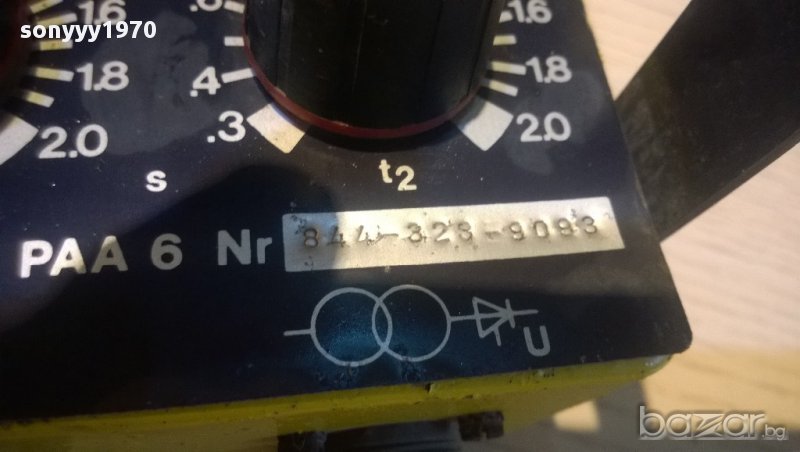 sonyyy1970
1.6 .6 1.6
1.8 .4 1.8
2.0 .3 2.0
s t2
PAA 6 Nr 844-323-9093
U
bazar.bg